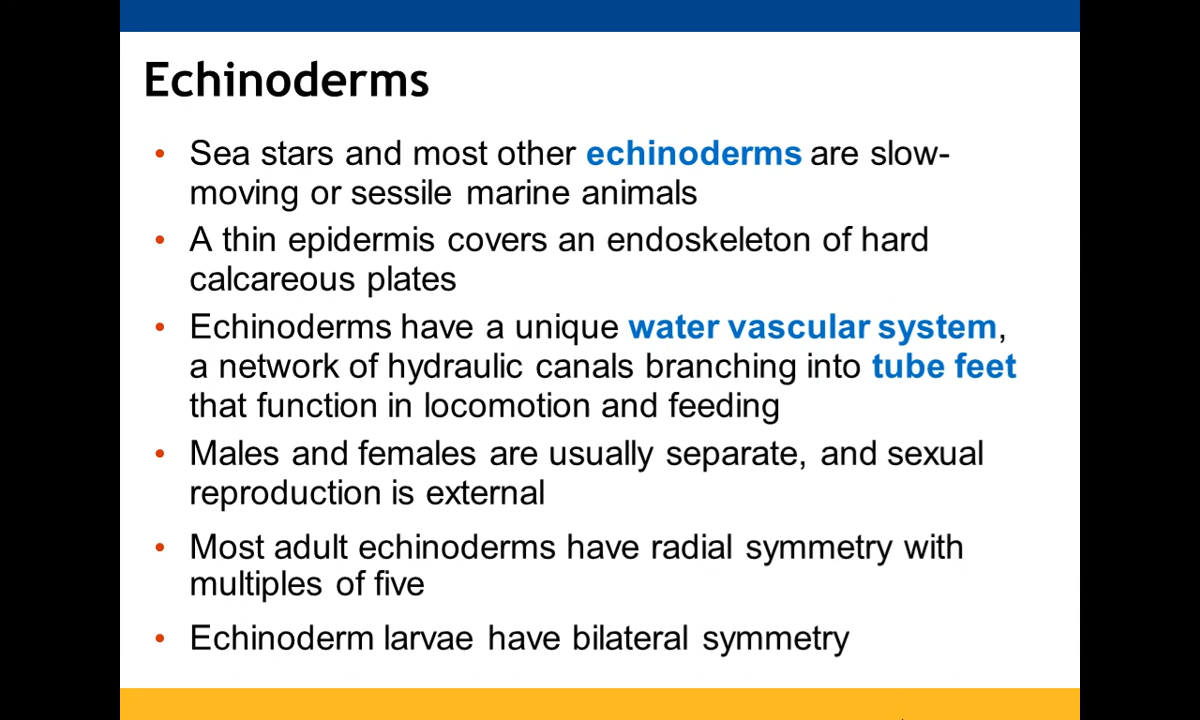 Echinoderms
• Sea stars and most other echinoderms are slow-
moving or sessile marine animals
• A thin epidermis covers an endoskeleton of hard
calcareous plates
• Echinoderms have a unique water vascular system,
a network of hydraulic canals branching into tube feet
that function in locomotion and feeding
• Males and females are usually separate, and sexual
reproduction is external
• Most adult echinoderms have radial symmetry with
multiples of five
• Echinoderm larvae have bilateral symmetry